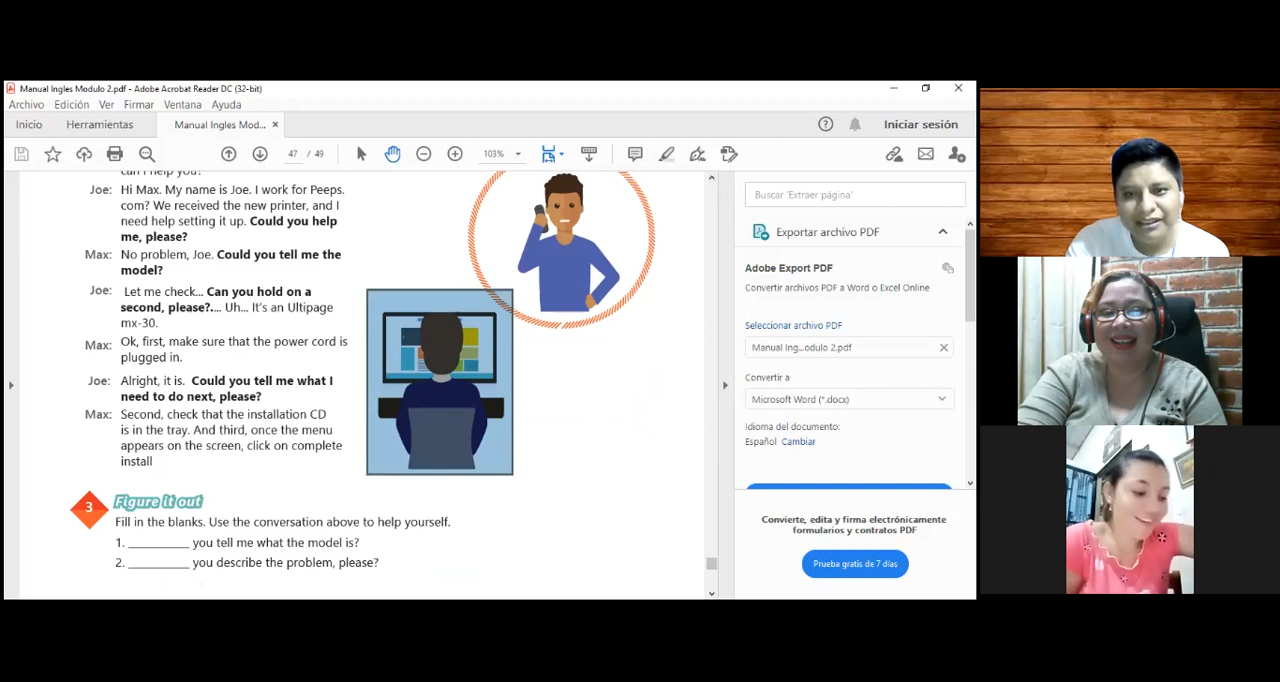 Manual Ingles Modulo 2.pdf - Adobe Acrobat Reader DC (32-bit)
Archivo Edición Ver Firmar Ventana Ayuda
Inicio Herramientas Manual Ingles Mod... × Iniciar sesión
47 / 49 103%
can I help you?
Joe: Hi Max. My name is Joe. I work for Peeps.
com? We received the new printer, and I
need help setting it up. Could you help
me, please?
Max: No problem, Joe. Could you tell me the
model?
Joe: Let me check... Can you hold on a
second, please?... Uh... It's an Ultipage
mx-30.
Max: Ok, first, make sure that the power cord is
plugged in.
Joe: Alright, it is. Could you tell me what I
need to do next, please?
Max: Second, check that the installation CD
is in the tray. And third, once the menu
appears on the screen, click on complete
install
3 Figure it out
Fill in the blanks. Use the conversation above to help yourself.
1. __________ you tell me what the model is?
2. __________ you describe the problem, please?
Buscar 'Extraer página'
Exportar archivo PDF
Adobe Export PDF
Convertir archivos PDF a Word o Excel Online
Seleccionar archivo PDF
Manual Ing...odulo 2.pdf
Convertir a
Microsoft Word (*.docx)
Idioma del documento:
Español Cambiar
Convierte, edita y firma electrónicamente
formularios y contratos PDF
Prueba gratis de 7 días